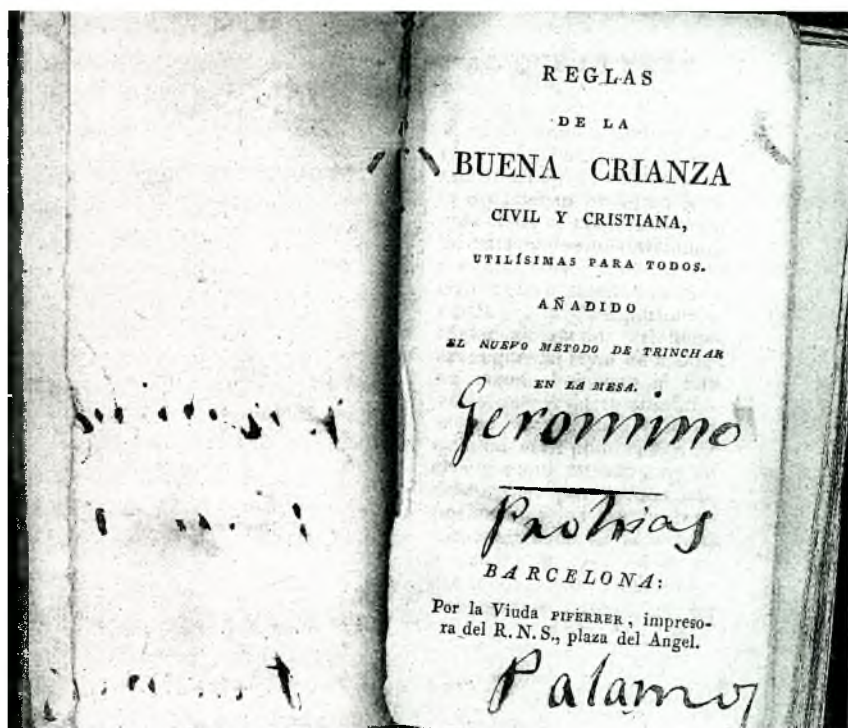 REGLAS
DE LA
BUENA CRIANZA
CIVIL Y CRISTIANA,
UTILÍSIMAS PARA TODOS.
AÑADIDO
EL NUEVO METODO DE TRINCHAR
EN LA MESA.
Geronimo
BARCELONA:
Por la Viuda PIFERRER, impreso-
ra del R. N. S., plaza del Angel.
Palamos